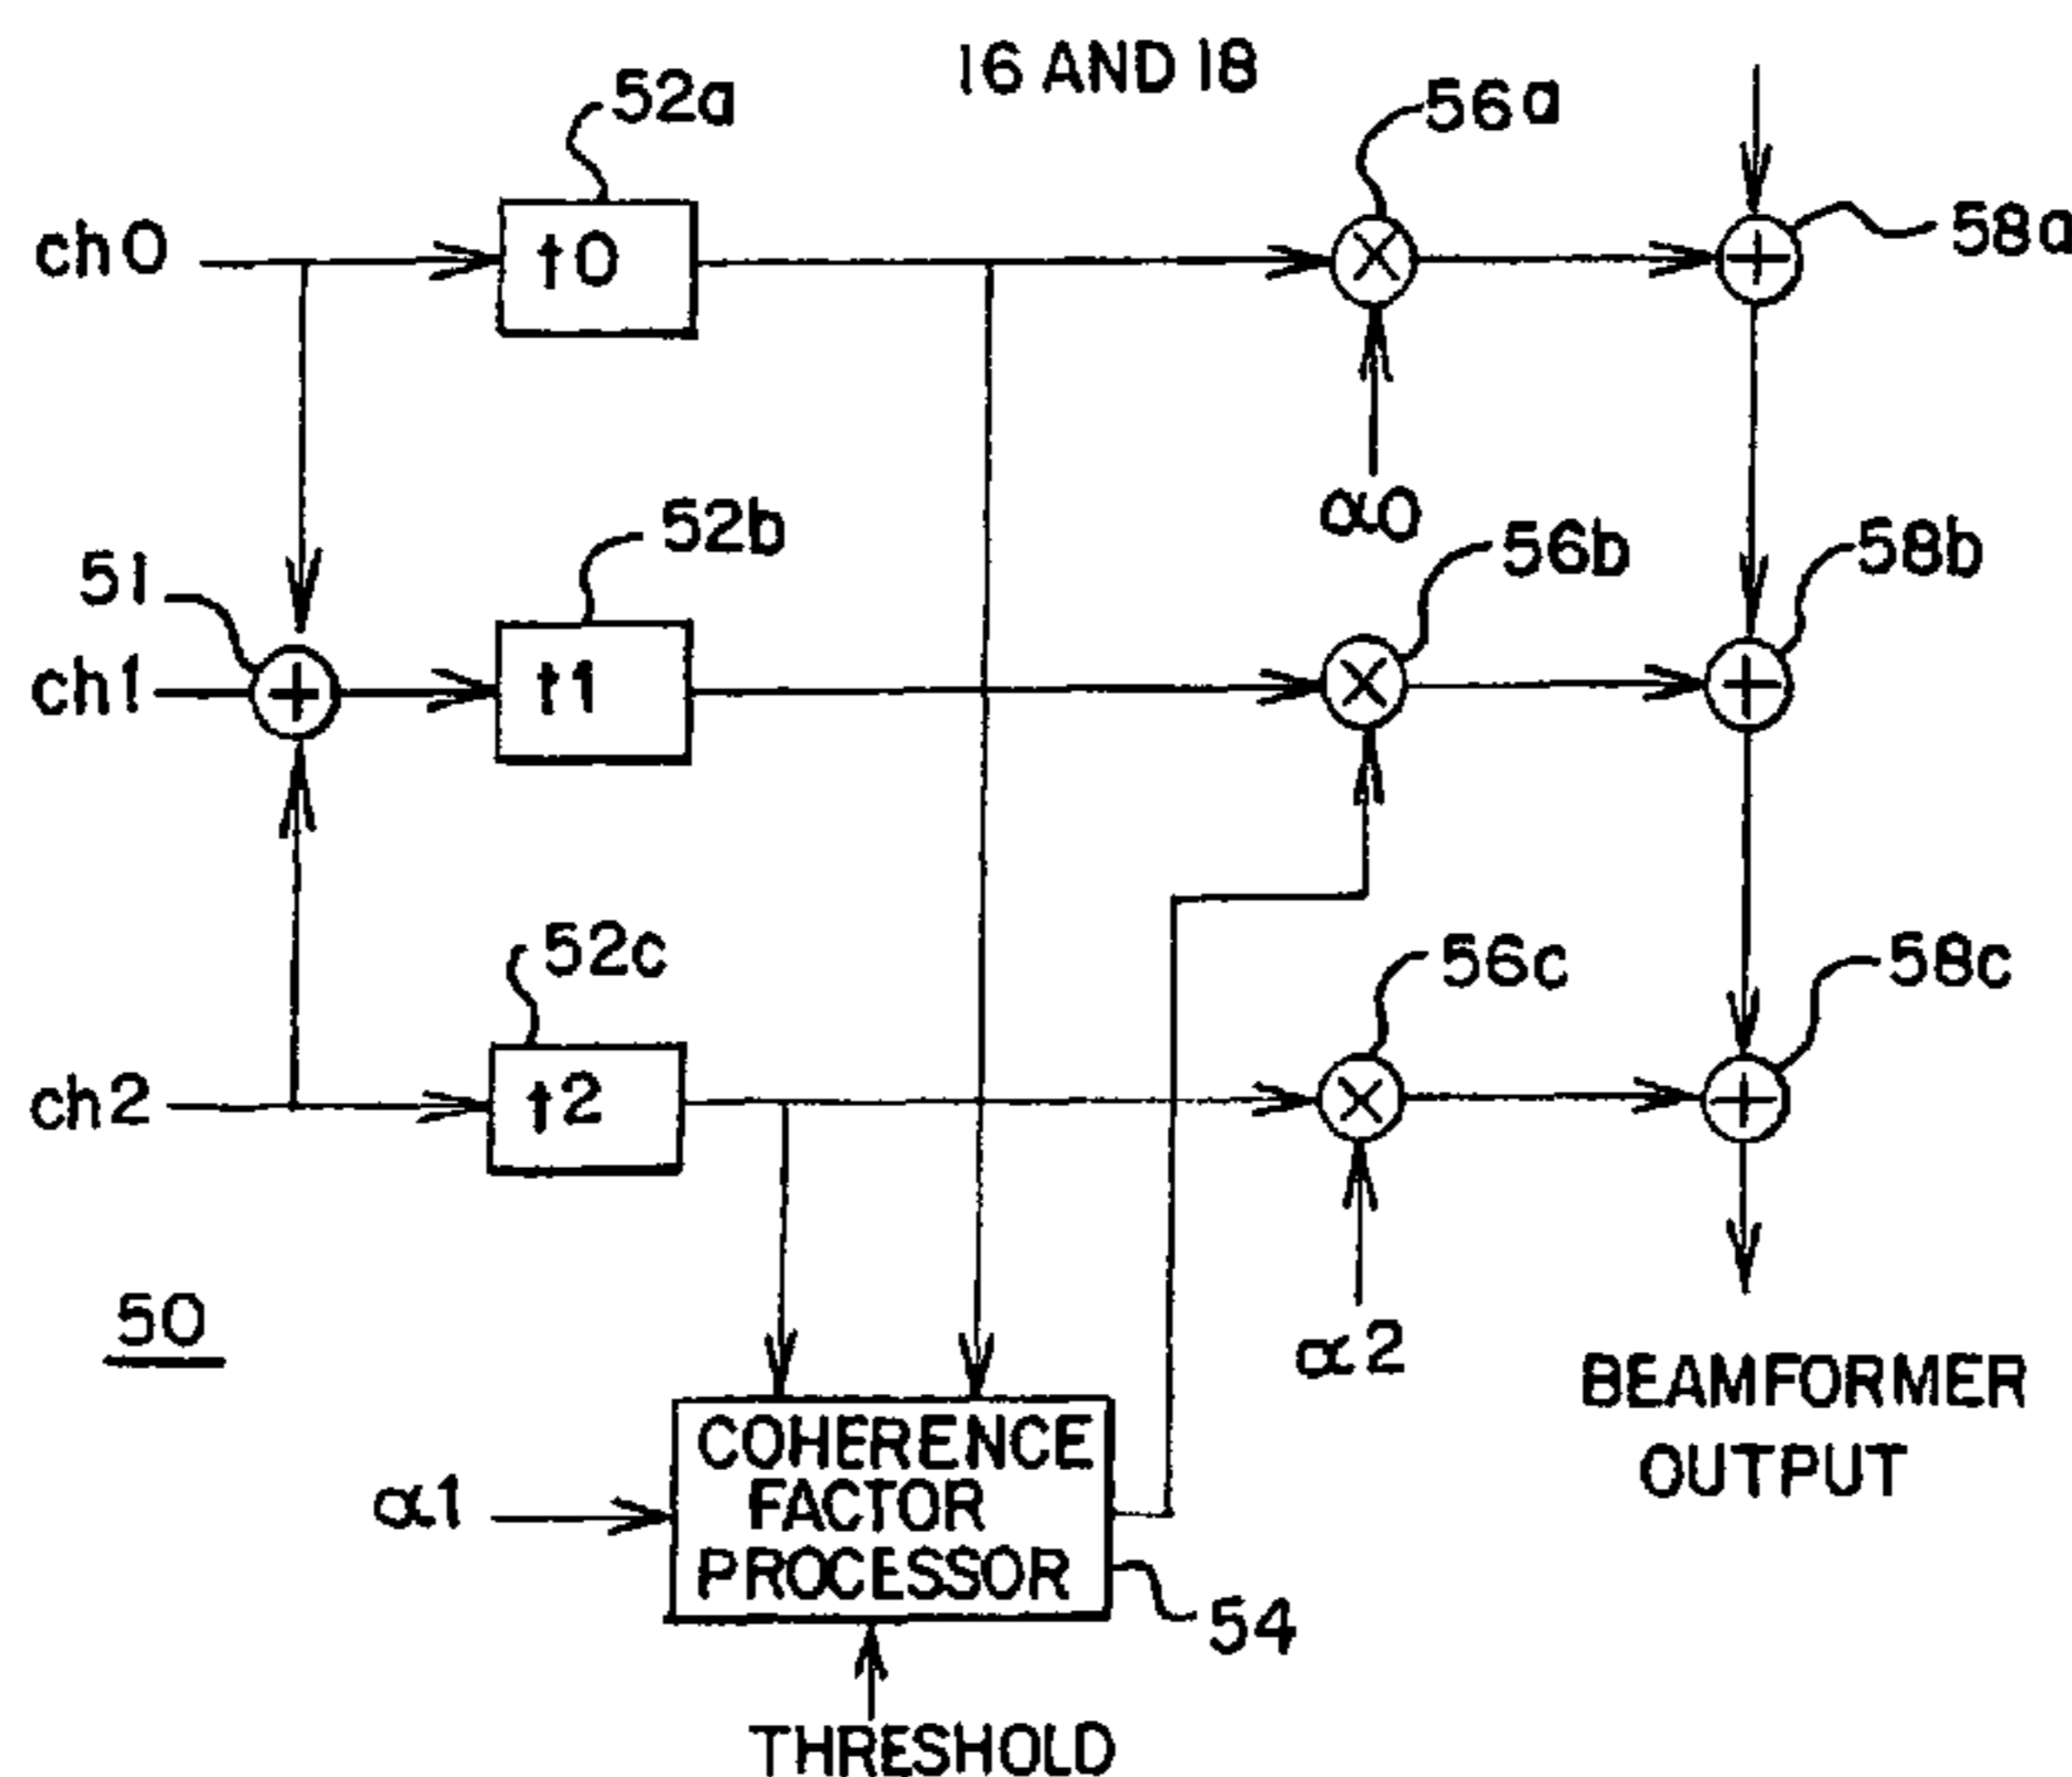 16 AND 18
52a
56a
58a
ch0
t0
α0
51
52b
56b
58b
ch1
t1
52c
56c
58c
ch2
t2
50
α2
BEAMFORMER
OUTPUT
α1
COHERENCE
FACTOR
PROCESSOR
54
THRESHOLD